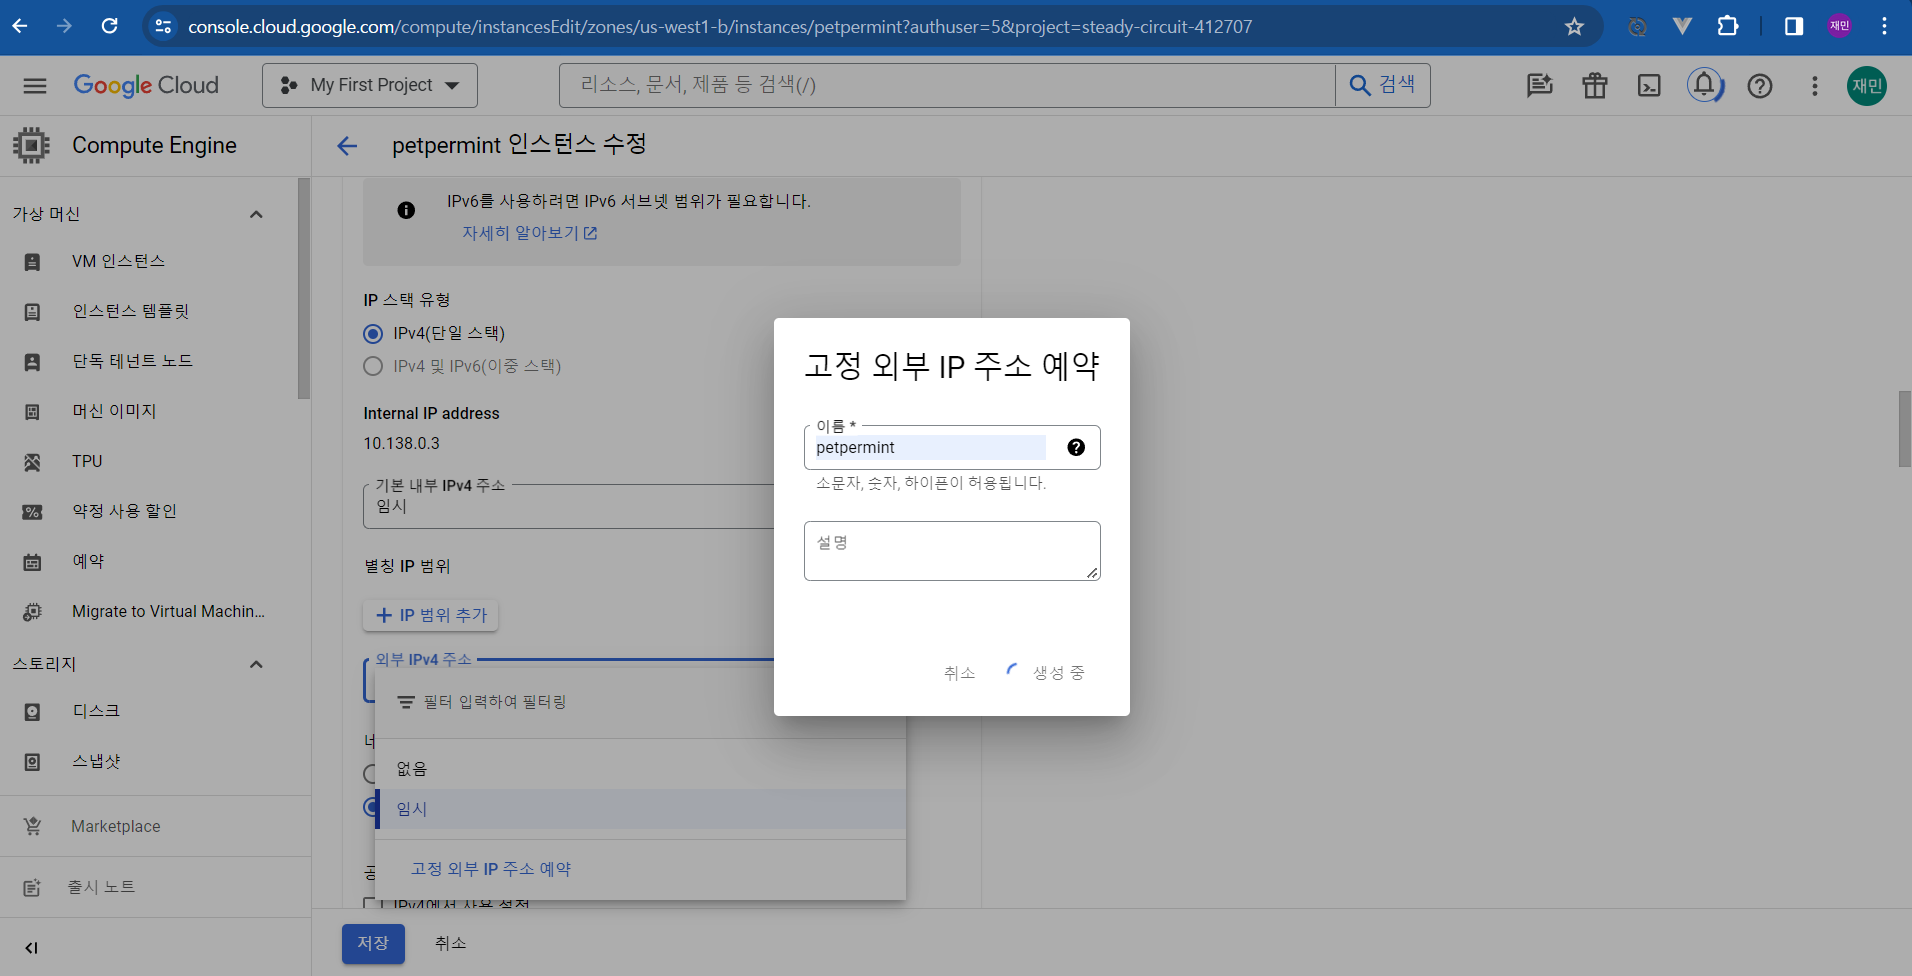 console.cloud.google.com/compute/instancesEdit/zones/us-west1-b/instances/petpermint?authuser=5&project=steady-circuit-412707
재민
Google Cloud
My First Project
리소스, 문서, 제품 등 검색(/)
검색
재민
Compute Engine
petpermint 인스턴스 수정
가상 머신
VM 인스턴스
인스턴스 템플릿
단독 테넌트 노드
머신 이미지
TPU
약정 사용 할인
예약
Migrate to Virtual Machin...
스토리지
디스크
스냅샷
Marketplace
출시 노트
IPv6를 사용하려면 IPv6 서브넷 범위가 필요합니다.
자세히 알아보기
IP 스택 유형
IPv4(단일 스택)
IPv4 및 IPv6(이중 스택)
Internal IP address
10.138.0.3
기본 내부 IPv4 주소
임시
별칭 IP 범위
IP 범위 추가
외부 IPv4 주소
필터 입력하여 필터링
없음
임시
고정 외부 IP 주소 예약
IPv4에서 사용 설정
저장
취소
고정 외부 IP 주소 예약
이름 *
petpermint
소문자, 숫자, 하이픈이 허용됩니다.
설명
취소
생성 중